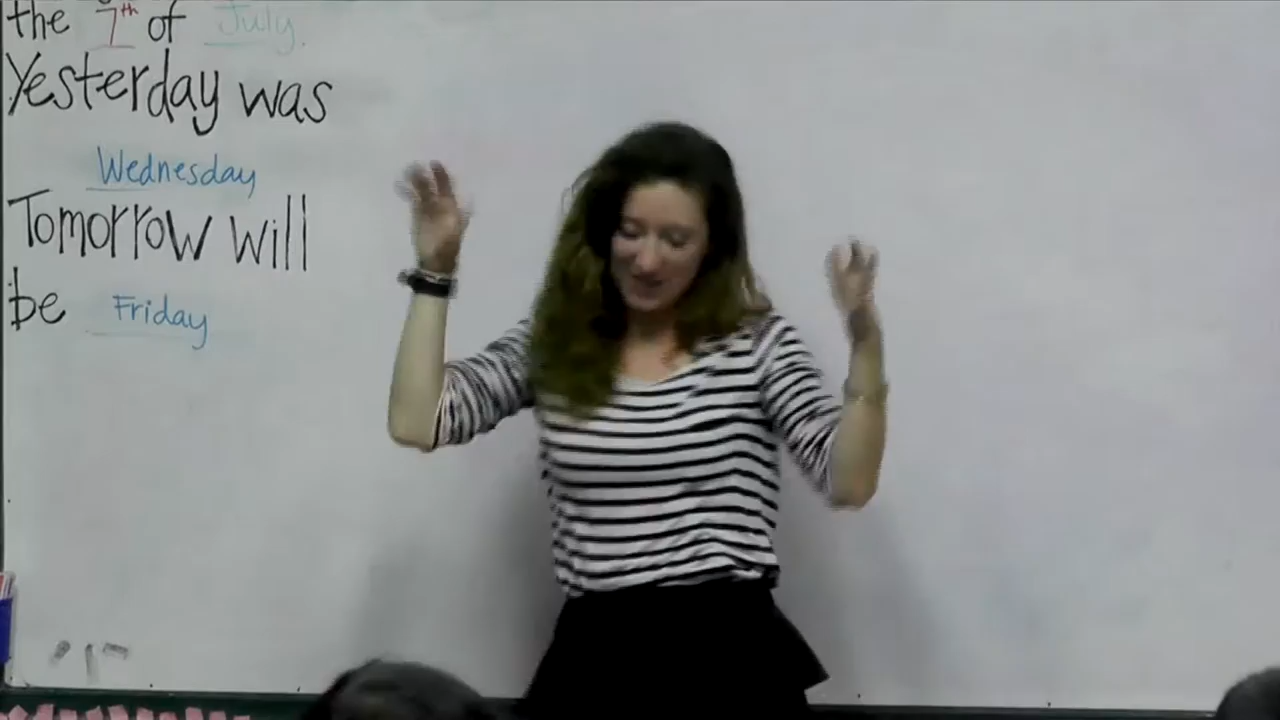 the 7th of July.
Yesterday was
Wednesday
Tomorrow will
be Friday